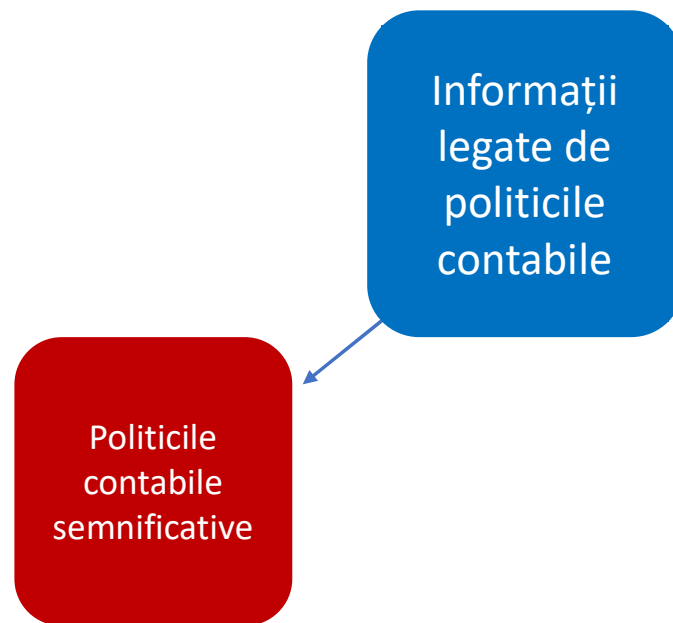 Informații
legate de
politicile
contabile
Politicile
contabile
semnificative